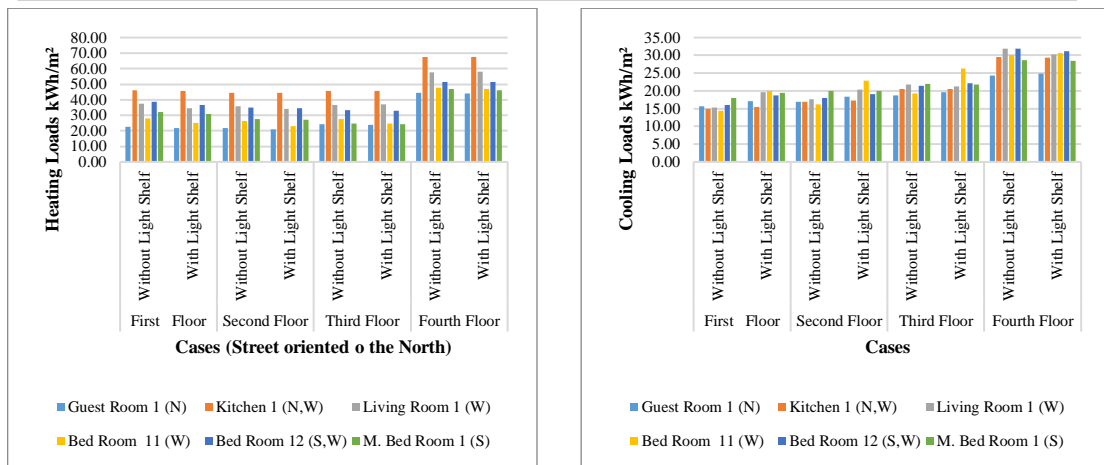 80.00
70.00
60.00
50.00
40.00
30.00
20.00
10.00
0.00
Heating Loads kWh/m²
Without Light Shelf
With Light Shelf
Without Light Shelf
With Light Shelf
Without Light Shelf
With Light Shelf
Without Light Shelf
With Light Shelf
First Floor Second Floor Third Floor Fourth Floor
Cases (Street oriented o the North)
Guest Room 1 (N) Kitchen 1 (N,W) Living Room 1 (W)
Bed Room 11 (W) Bed Room 12 (S,W) M. Bed Room 1 (S)
35.00
30.00
25.00
20.00
15.00
10.00
5.00
0.00
Cooling Loads kWh/m²
Without Light Shelf
With Light Shelf
Without Light Shelf
With Light Shelf
Without Light Shelf
With Light Shelf
Without Light Shelf
With Light Shelf
First Floor Second Floor Third Floor Fourth Floor
Cases
Guest Room 1 (N) Kitchen 1 (N,W) Living Room 1 (W)
Bed Room 11 (W) Bed Room 12 (S,W) M. Bed Room 1 (S)